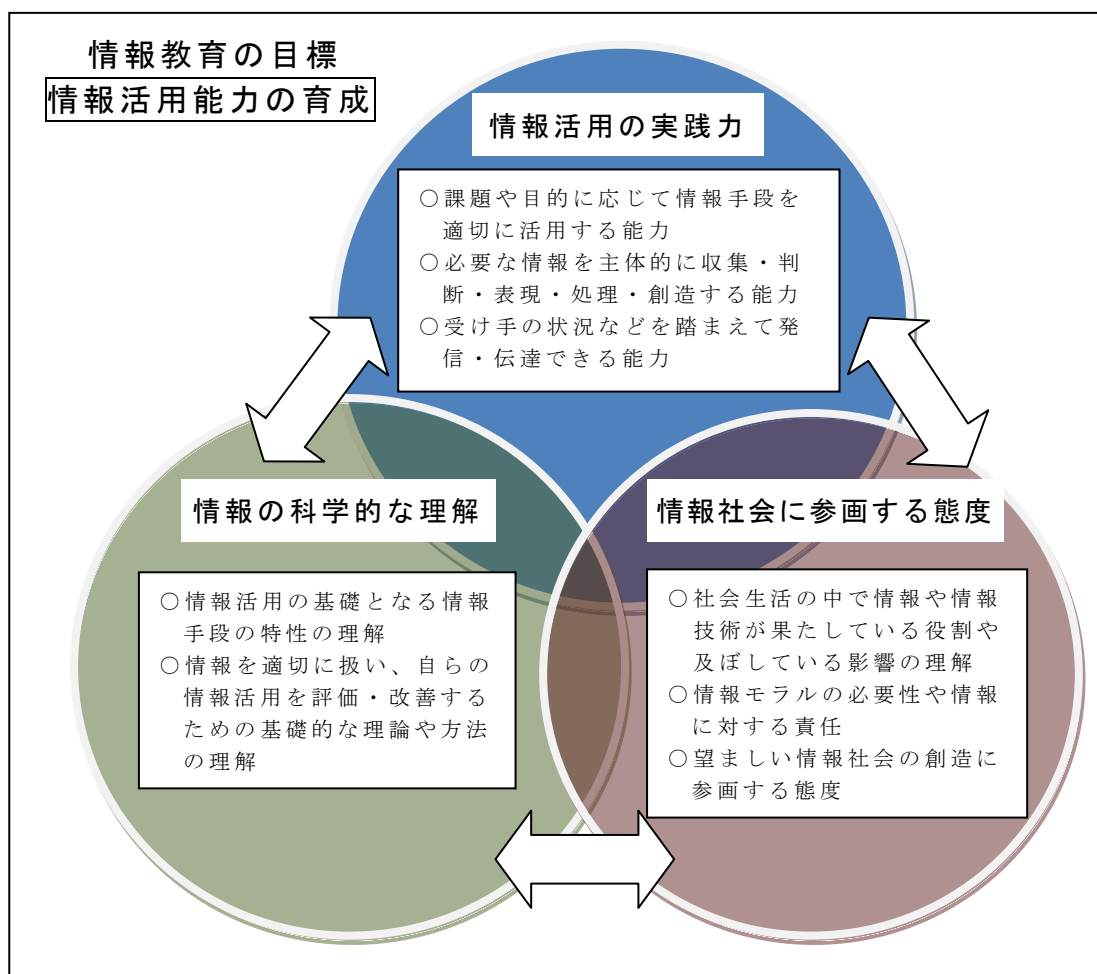 情報教育の目標
情報活用能力の育成
情報活用の実践力
○課題や目的に応じて情報手段を
適切に活用する能力
○必要な情報を主体的に収集・判
断・表現・処理・創造する能力
○受け手の状況などを踏まえて発
信・伝達できる能力
情報の科学的な理解
○情報活用の基礎となる情報
手段の特性の理解
○情報を適切に扱い、自らの
情報活用を評価・改善する
ための基礎的な理論や方法
の理解
情報社会に参画する態度
○社会生活の中で情報や情報
技術が果たしている役割や
及ぼしている影響の理解
○情報モラルの必要性や情報
に対する責任
○望ましい情報社会の創造に
参画する態度